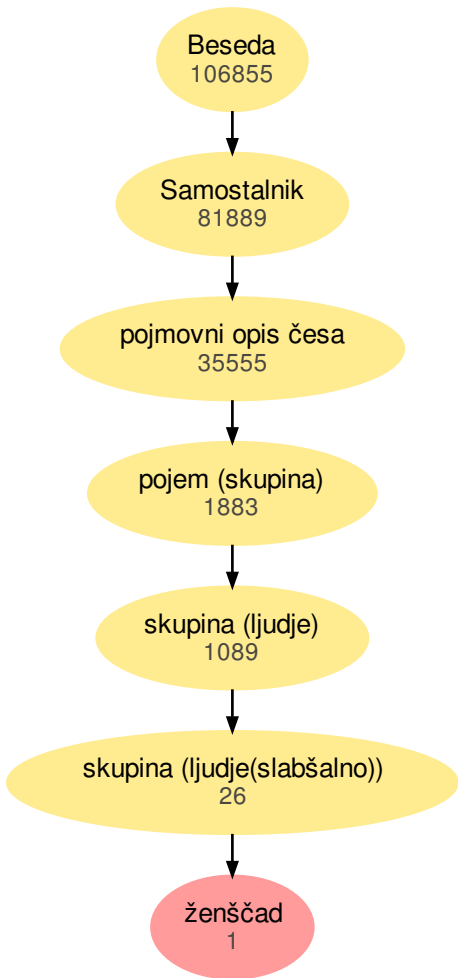 Beseda
106855
Samostalnik
81889
pojmovni opis česa
35555
pojem (skupina)
1883
skupina (ljudje)
1089
skupina (ljudje(slabšalno))
26
ženščad
1